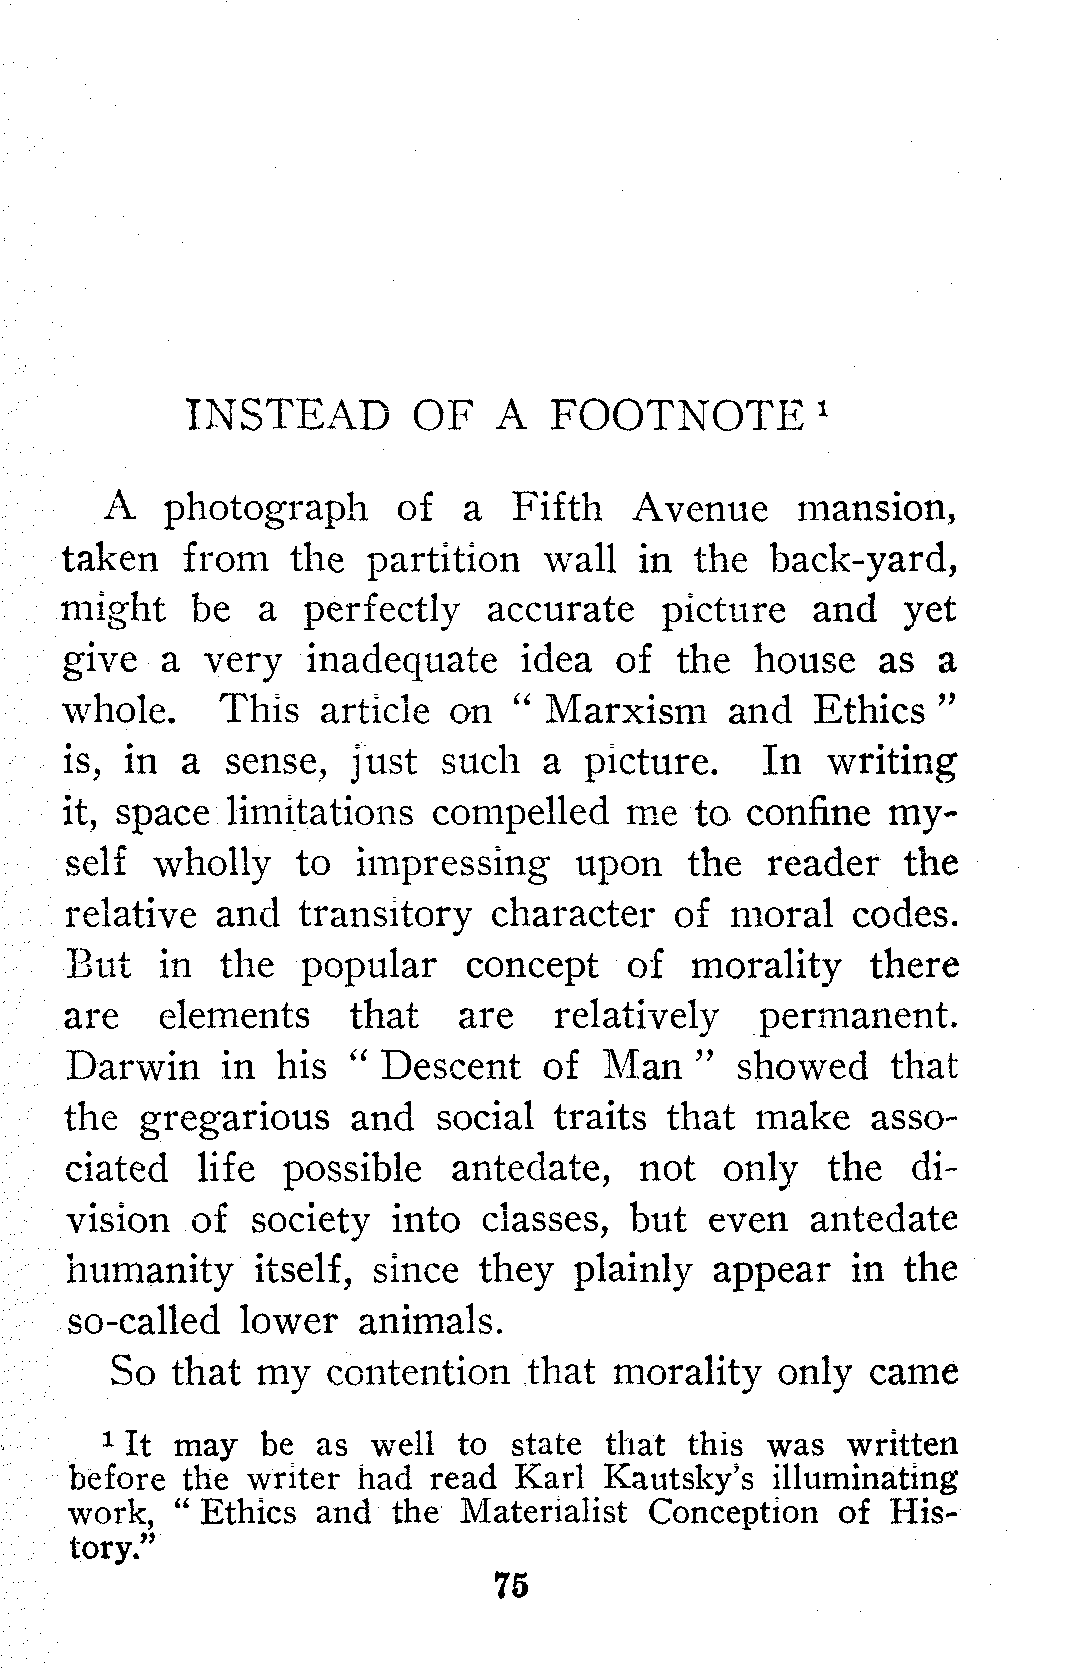 INSTEAD OF A FOOTNOTE ¹
A photograph of a Fifth Avenue mansion,
taken from the partition wall in the back-yard,
might be a perfectly accurate picture and yet
give a very inadequate idea of the house as a
whole. This article on “ Marxism and Ethics ”
is, in a sense, just such a picture. In writing
it, space limitations compelled me to confine my-
self wholly to impressing upon the reader the
relative and transitory character of moral codes.
But in the popular concept of morality there
are elements that are relatively permanent.
Darwin in his “ Descent of Man ” showed that
the gregarious and social traits that make asso-
ciated life possible antedate, not only the di-
vision of society into classes, but even antedate
humanity itself, since they plainly appear in the
so-called lower animals.
So that my contention that morality only came
¹ It may be as well to state that this was written
before the writer had read Karl Kautsky’s illuminating
work, “ Ethics and the Materialist Conception of His-
tory.”
75